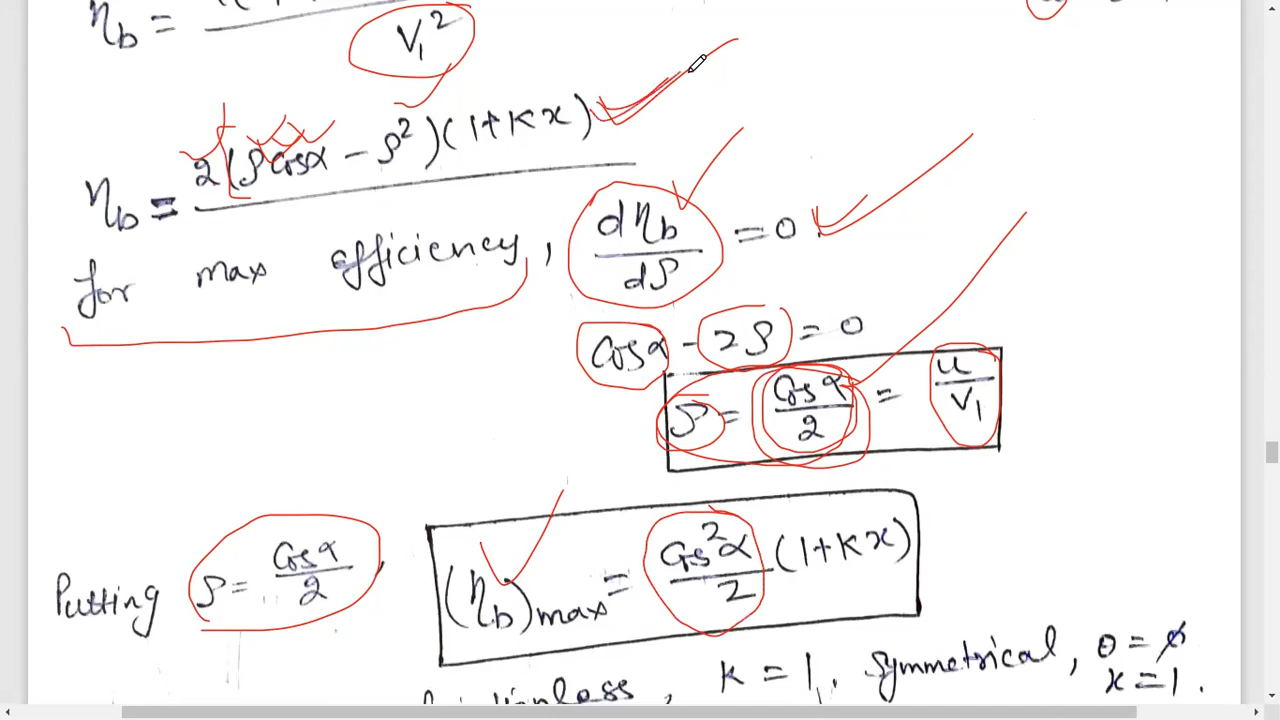 ηb = V₁²
ηb = 2(ρ cosα − ρ²)(1+Kx)
for max efficiency, dηb/dρ = 0.
Cosα − 2ρ = 0
ρ = Cosα/2 = u/V₁
Putting ρ = Cosα/2, (ηb)max = Cos²α/2 (1+Kx)
K = 1, Symmetrical, θ = φ
x = 1.